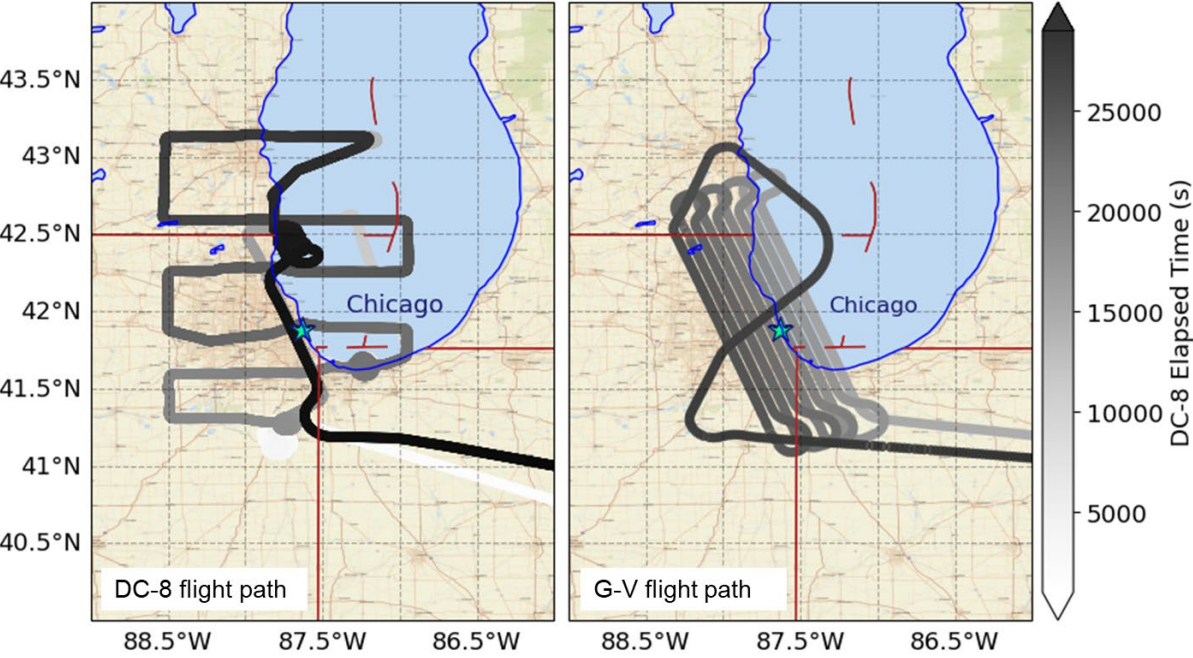 43.5°N
43°N
42.5°N
42°N
41.5°N
41°N
40.5°N
Chicago
DC-8 flight path
88.5°W
87.5°W
86.5°W
Chicago
G-V flight path
88.5°W
87.5°W
86.5°W
25000
20000
15000
10000
5000
DC-8 Elapsed Time (s)